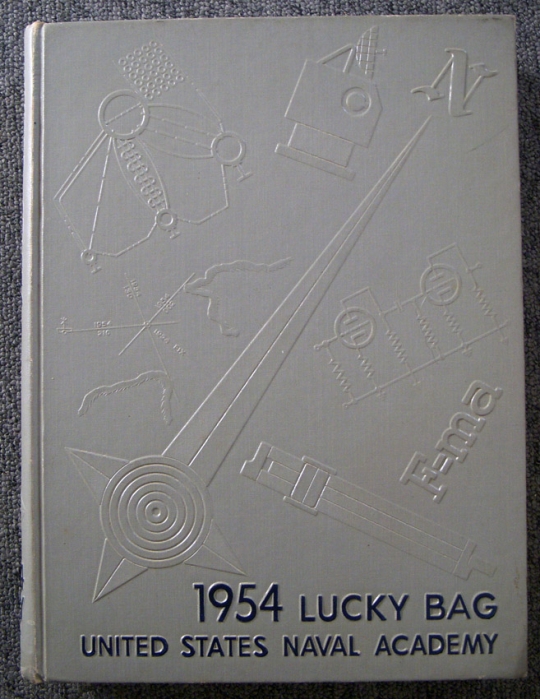 N
F=ma
1954 LUCKY BAG
UNITED STATES NAVAL ACADEMY